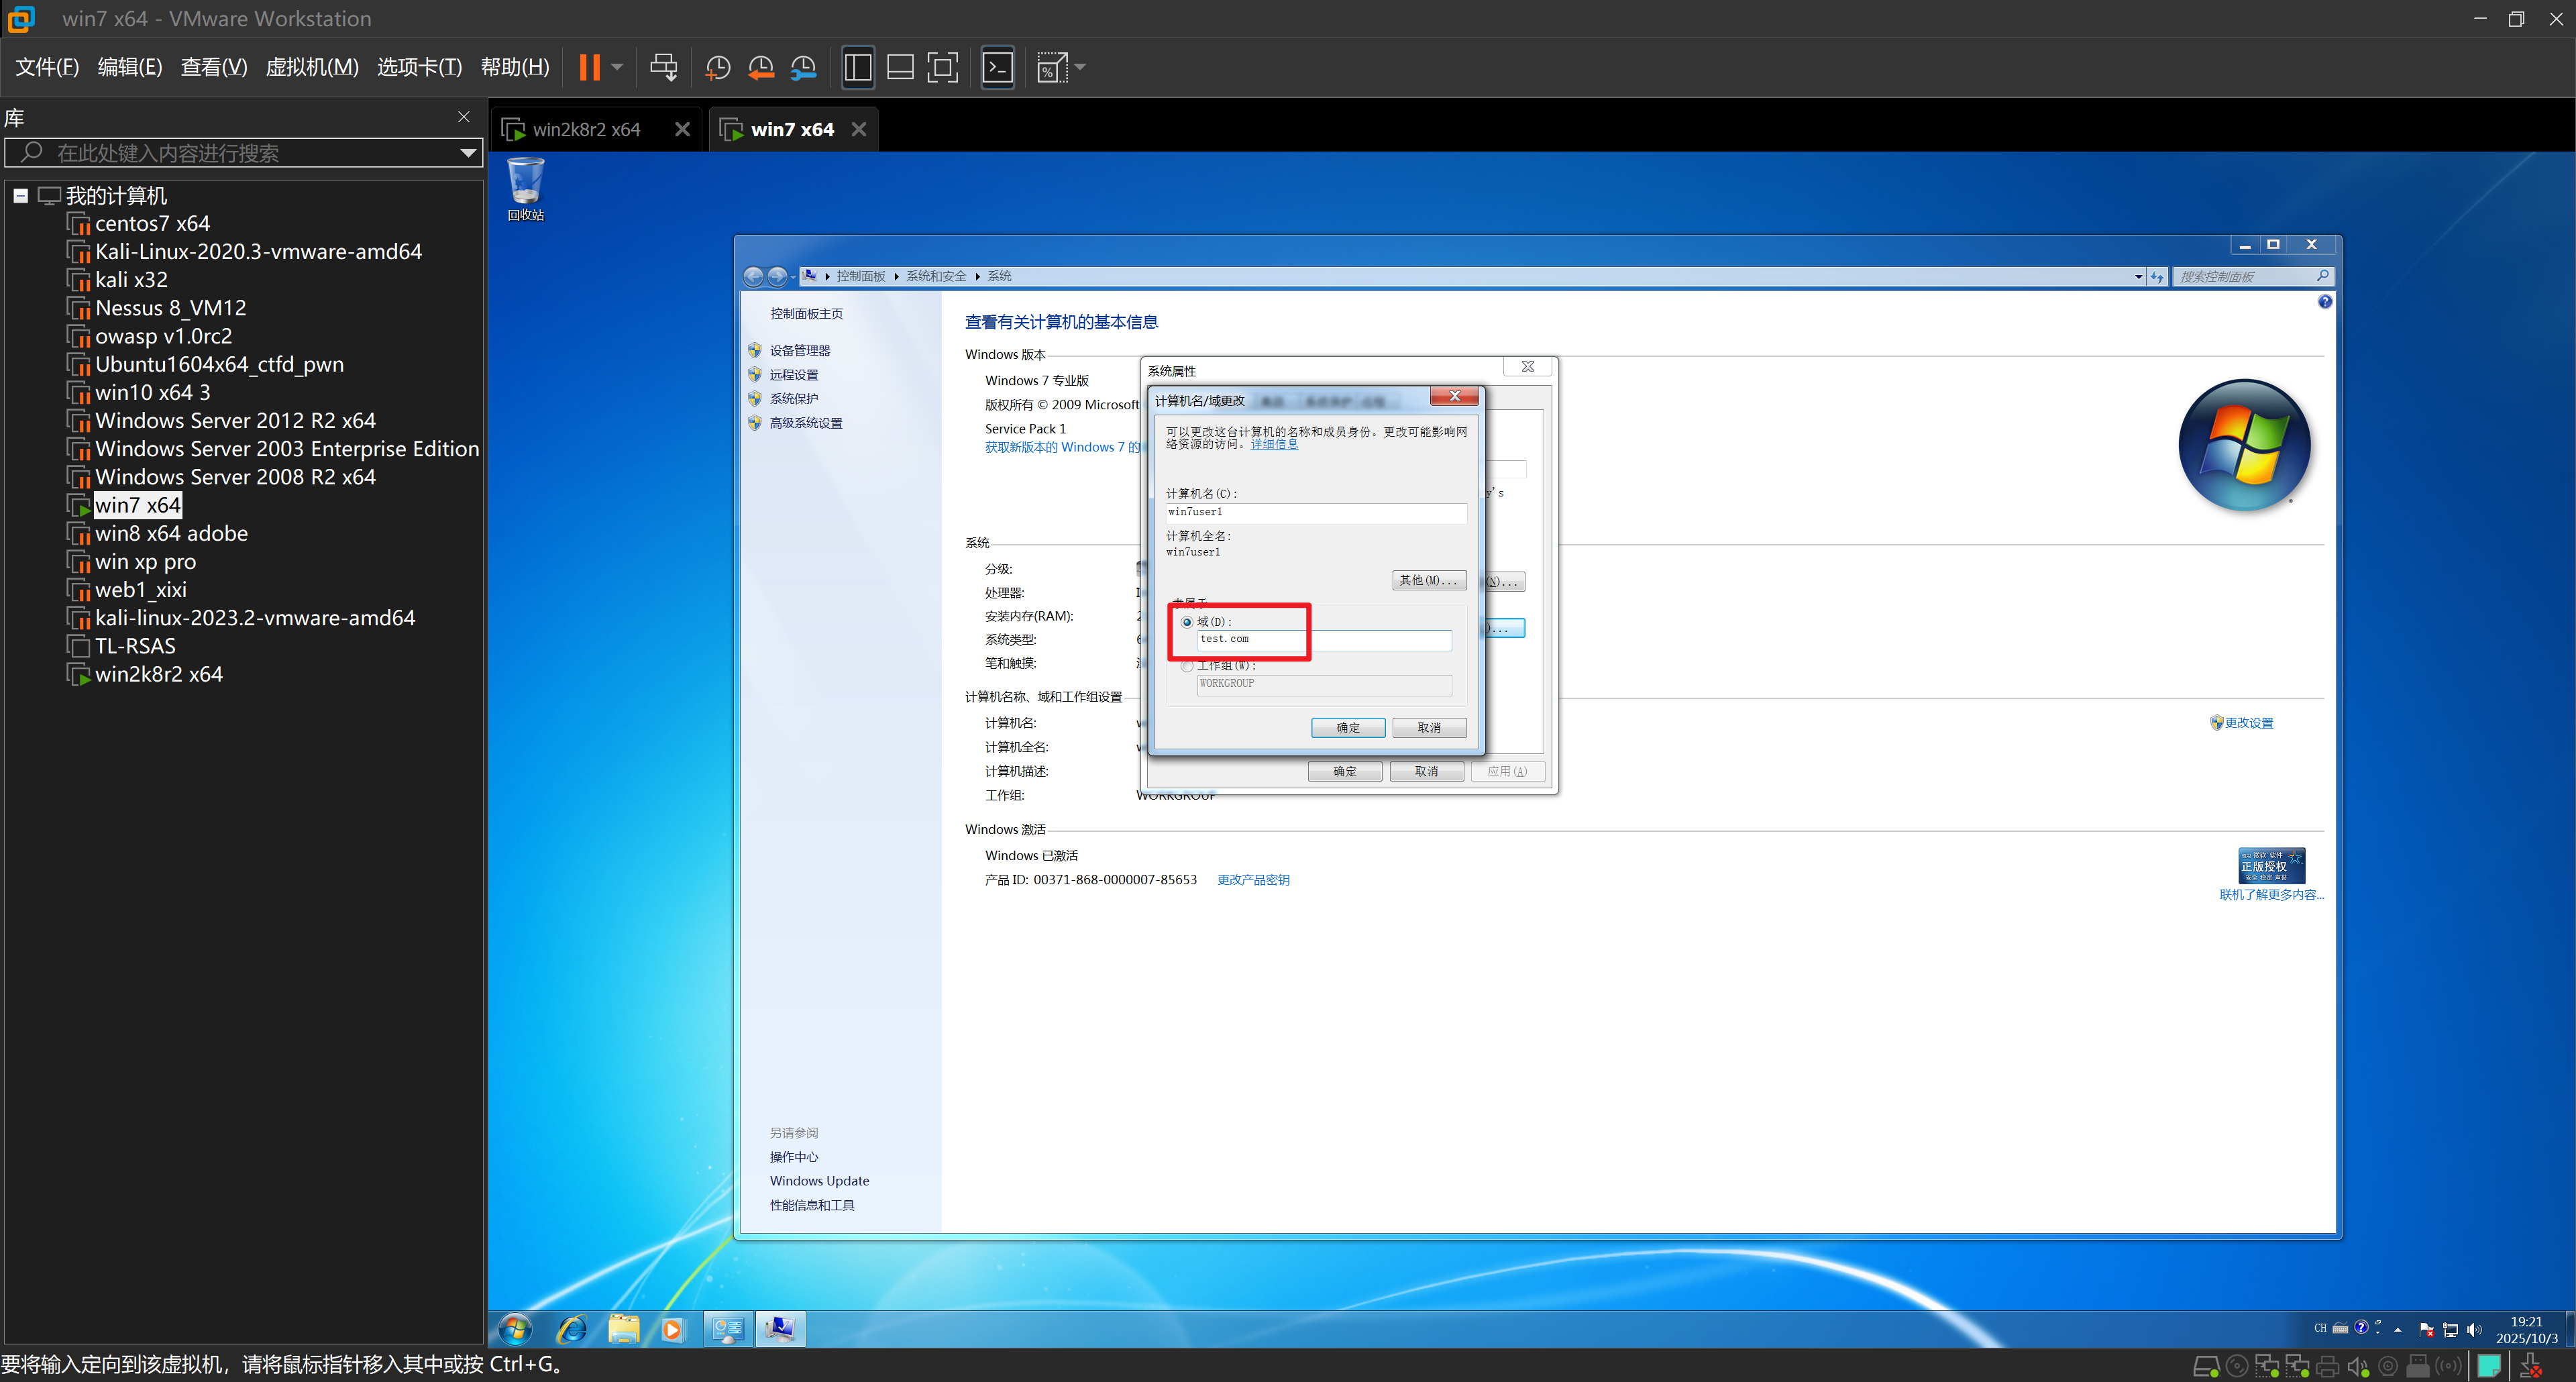 win7 x64 - VMware Workstation
文件(F) 编辑(E) 查看(V) 虚拟机(M) 选项卡(T) 帮助(H)
库
在此处键入内容进行搜索
我的计算机
centos7 x64
Kali-Linux-2020.3-vmware-amd64
kali x32
Nessus 8_VM12
owasp v1.0rc2
Ubuntu1604x64_ctfd_pwn
win10 x64 3
Windows Server 2012 R2 x64
Windows Server 2003 Enterprise Edition
Windows Server 2008 R2 x64
win7 x64
win8 x64 adobe
win xp pro
web1_xixi
kali-linux-2023.2-vmware-amd64
TL-RSAS
win2k8r2 x64
win2k8r2 x64
win7 x64
回收站
控制面板 系统和安全 系统
搜索控制面板
控制面板主页
设备管理器
远程设置
系统保护
高级系统设置
另请参阅
操作中心
Windows Update
性能信息和工具
查看有关计算机的基本信息
Windows 版本
Windows 7 专业版
版权所有 © 2009 Microsoft
Service Pack 1
获取新版本的 Windows 7 的
系统
分级:
处理器:
安装内存(RAM):
系统类型:
笔和触摸:
计算机名称、域和工作组设置
计算机名:
计算机全名:
计算机描述:
工作组:
WORKGROUP
更改设置
Windows 激活
Windows 已激活
产品 ID: 00371-868-0000007-85653 更改产品密钥
正版授权
安全 稳定 声誉
联机了解更多内容...
系统属性
y's
(N)...
)...
确定 取消 应用(A)
计算机名/域更改
可以更改这台计算机的名称和成员身份。更改可能影响网
络资源的访问。详细信息
计算机名(C):
win7user1
计算机全名:
win7user1
其他(M)...
域(D):
test.com
工作组(W):
WORKGROUP
确定 取消
CH
19:21
2025/10/3
要将输入定向到该虚拟机，请将鼠标指针移入其中或按 Ctrl+G。